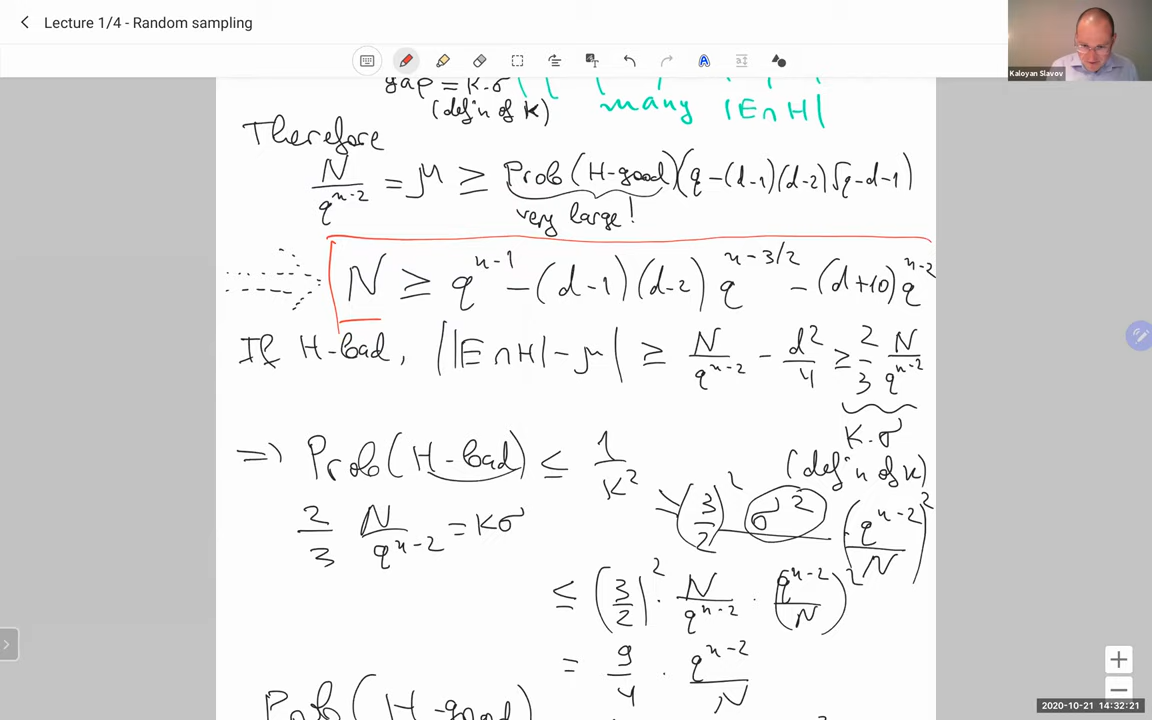 Lecture 1/4 - Random sampling
Kaloyan Slavov
gap = K·σ
(def'n of K) many |E∩H|
Therefore
N/q^{n-2} = μ ≥ Prob(H-good)(q-(d-1)(d-2)√q-d-1)
very large!
N ≥ q^{n-1} - (d-1)(d-2) q^{n-3/2} - (d+10)q^{n-2}
If H-bad, ||E∩H|-μ| ≥ N/q^{n-2} - d²/4 ≥ 2/3 N/q^{n-2}
K·σ
(def'n of K)
⇒ Prob(H-bad) ≤ 1/K² = (3/2)² σ² (q^{n-2}/N)²
2/3 N/q^{n-2} = Kσ
≤ (3/2)² · N/q^{n-2} · (q^{n-2}/N)²
= 9/4 · q^{n-2}/N
Prob(H-good)
2020-10-21 14:32:21